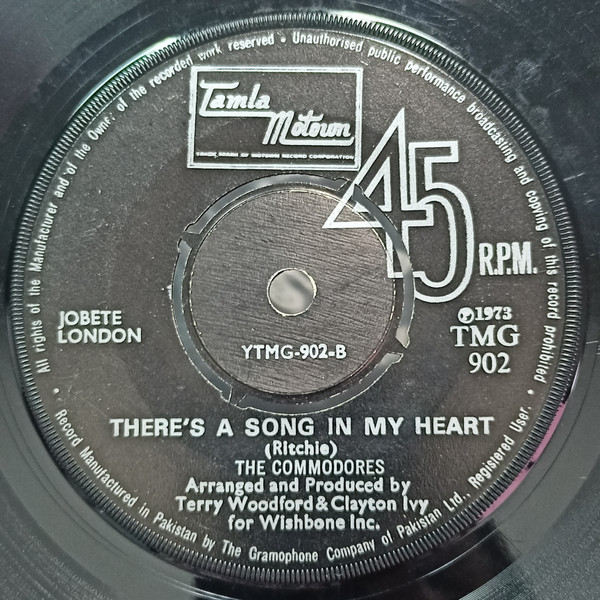 All rights of the Manufacturer and of the Owner of the recorded work reserved • Unauthorised public performance broadcasting and copying of this record prohibited •
Tamla
Motown
TRADE MARK OF MOTOWN RECORD CORPORATION
45
R.P.M.
JOBETE
LONDON
℗1973
TMG
902
YTMG-902-B
THERE'S A SONG IN MY HEART
(Ritchie)
THE COMMODORES
Arranged and Produced by
Terry Woodford & Clayton Ivy
for Wishbone Inc.
• Record Manufactured in Pakistan by The Gramophone Company of Pakistan Ltd., Registered User. •